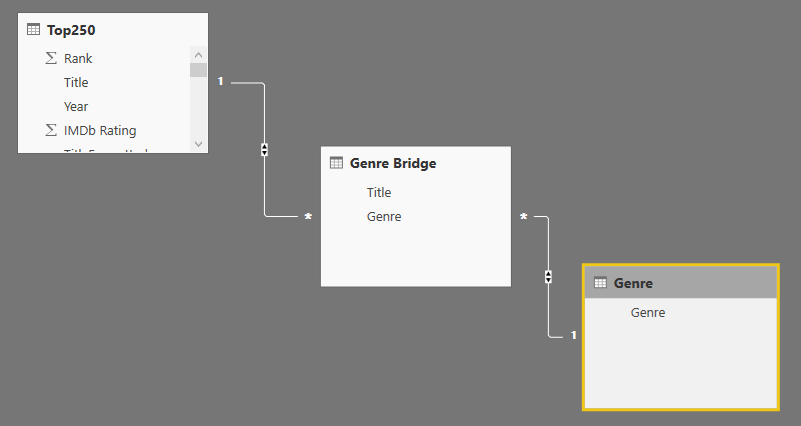 Top250
Rank
Title
Year
IMDb Rating
1
Genre Bridge
Title
Genre
*
*
Genre
Genre
1